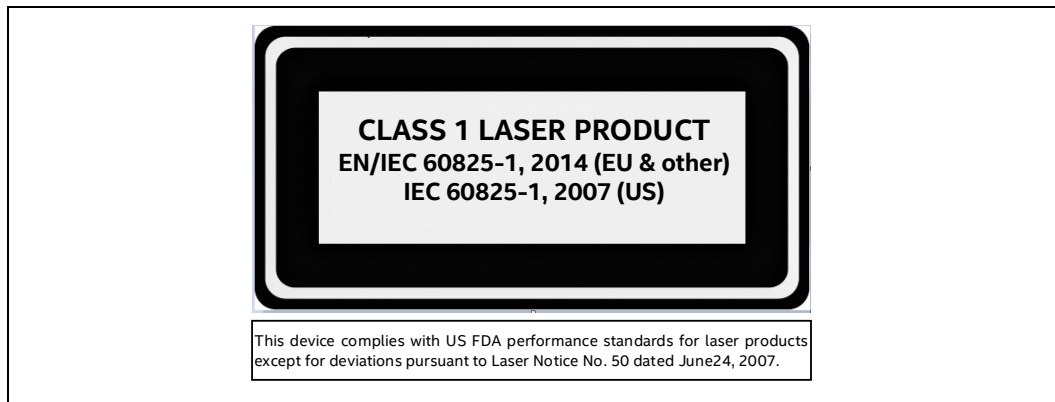 CLASS 1 LASER PRODUCT
EN/IEC 60825-1, 2014 (EU & other)
IEC 60825-1, 2007 (US)
This device complies with US FDA performance standards for laser products
except for deviations pursuant to Laser Notice No. 50 dated June24, 2007.